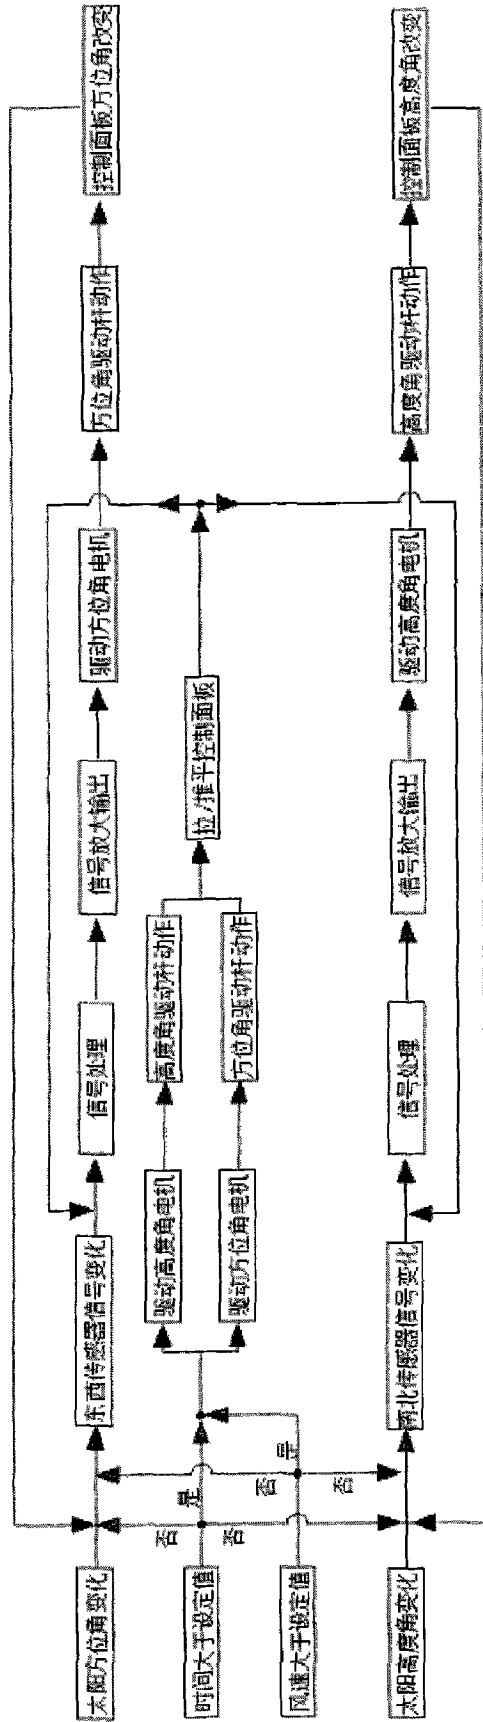 太阳方位角变化
东西传感器信号变化
信号处理
信号放大输出
驱动方位角电机
方位角驱动杆动作
控制面板方位角改变
时间大于设定值
否
否
是
风速大于设定值
否
否
是
驱动高度角电机
高度角驱动杆动作
驱动方位角电机
方位角驱动杆动作
拉/推平控制面板
太阳高度角变化
南北传感器信号变化
信号处理
信号放大输出
驱动高度角电机
高度角驱动杆动作
控制面板高度角改变